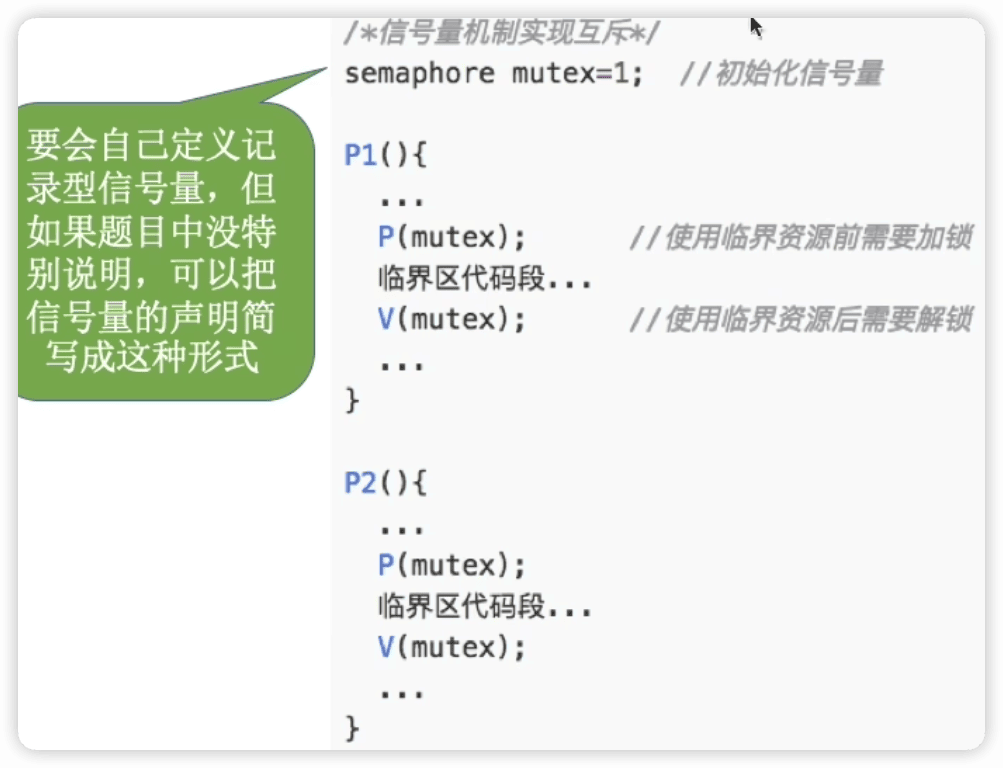 /*信号量机制实现互斥*/
semaphore mutex=1; //初始化信号量
要会自己定义记
录型信号量，但
如果题目中没特
别说明，可以把
信号量的声明简
写成这种形式
P1(){
...
P(mutex); //使用临界资源前需要加锁
临界区代码段...
V(mutex); //使用临界资源后需要解锁
...
}
P2(){
...
P(mutex);
临界区代码段...
V(mutex);
...
}